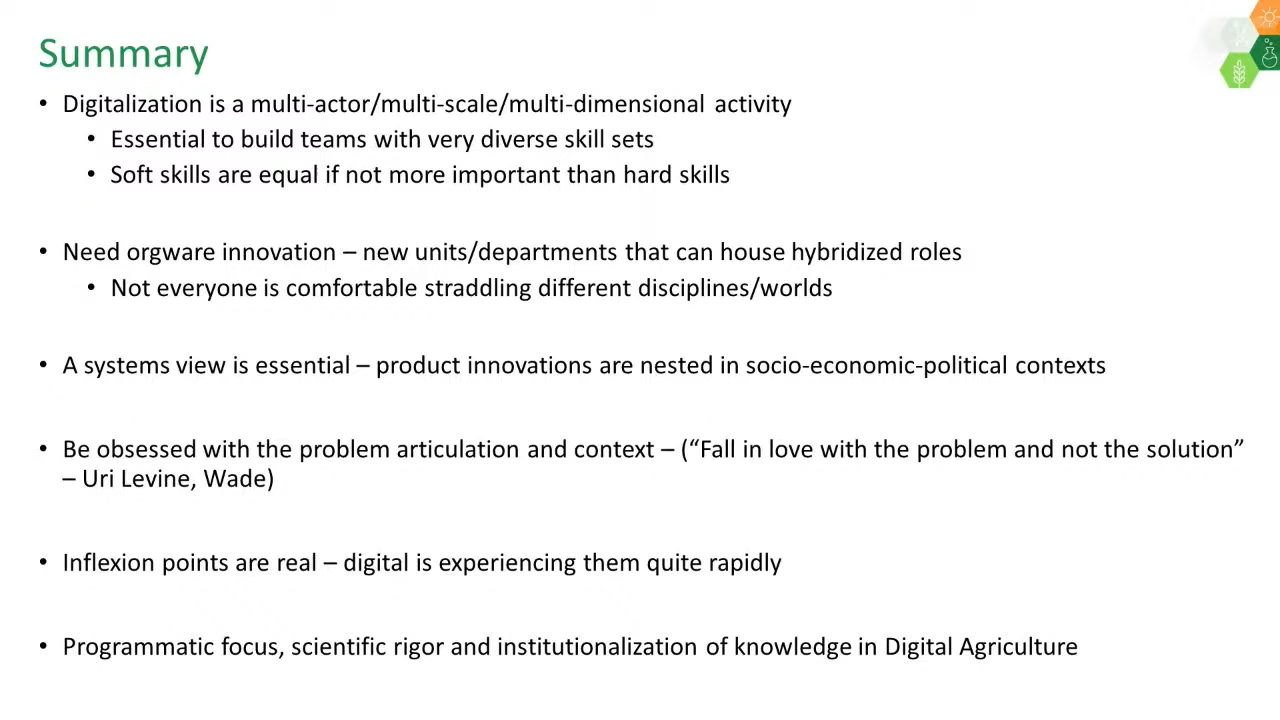 Summary
• Digitalization is a multi-actor/multi-scale/multi-dimensional activity
• Essential to build teams with very diverse skill sets
• Soft skills are equal if not more important than hard skills
• Need orgware innovation – new units/departments that can house hybridized roles
• Not everyone is comfortable straddling different disciplines/worlds
• A systems view is essential – product innovations are nested in socio-economic-political contexts
• Be obsessed with the problem articulation and context – (“Fall in love with the problem and not the solution”
– Uri Levine, Wade)
• Inflexion points are real – digital is experiencing them quite rapidly
• Programmatic focus, scientific rigor and institutionalization of knowledge in Digital Agriculture